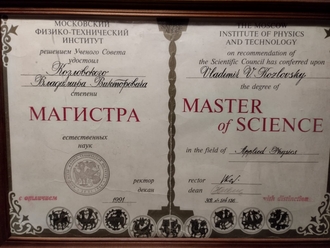 МОСКОВСКИЙ
ФИЗИКО-ТЕХНИЧЕСКИЙ
ИНСТИТУТ
решением Ученого Совета
удостоил
Козловского
Владимира Викторовича
степени
МАГИСТРА
естественных
наук
ректор
декан
с отличием
1991
THE MOSCOW
INSTITUTE OF PHYSICS
AND TECHNOLOGY
on recommendation of
the Scientific Council has conferred upon
Vladimir V. Kozlovsky
the degree of
MASTER
of SCIENCE
in the field of Applied Physics
rector
dean
with distinction